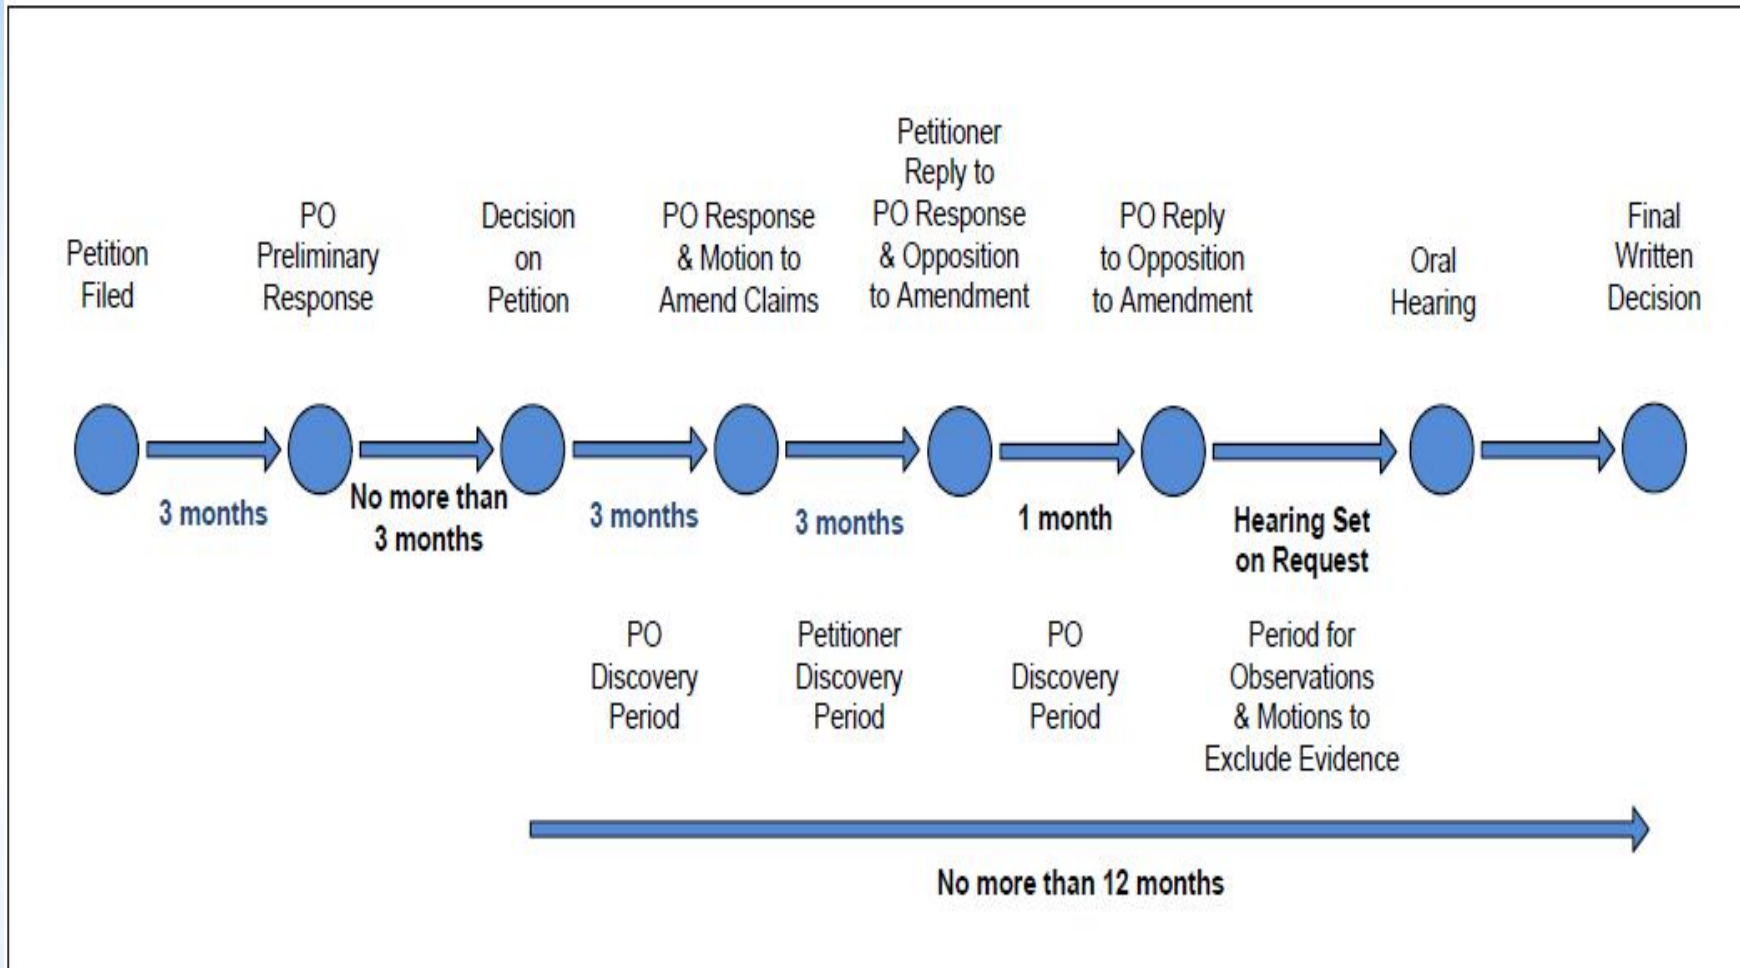 Petition
Filed
PO
Preliminary
Response
Decision
on
Petition
PO Response
& Motion to
Amend Claims
Petitioner
Reply to
PO Response
& Opposition
to Amendment
PO Reply
to Opposition
to Amendment
Oral
Hearing
Final
Written
Decision
3 months
No more than
3 months
3 months
3 months
1 month
Hearing Set
on Request
PO
Discovery
Period
Petitioner
Discovery
Period
PO
Discovery
Period
Period for
Observations
& Motions to
Exclude Evidence
No more than 12 months